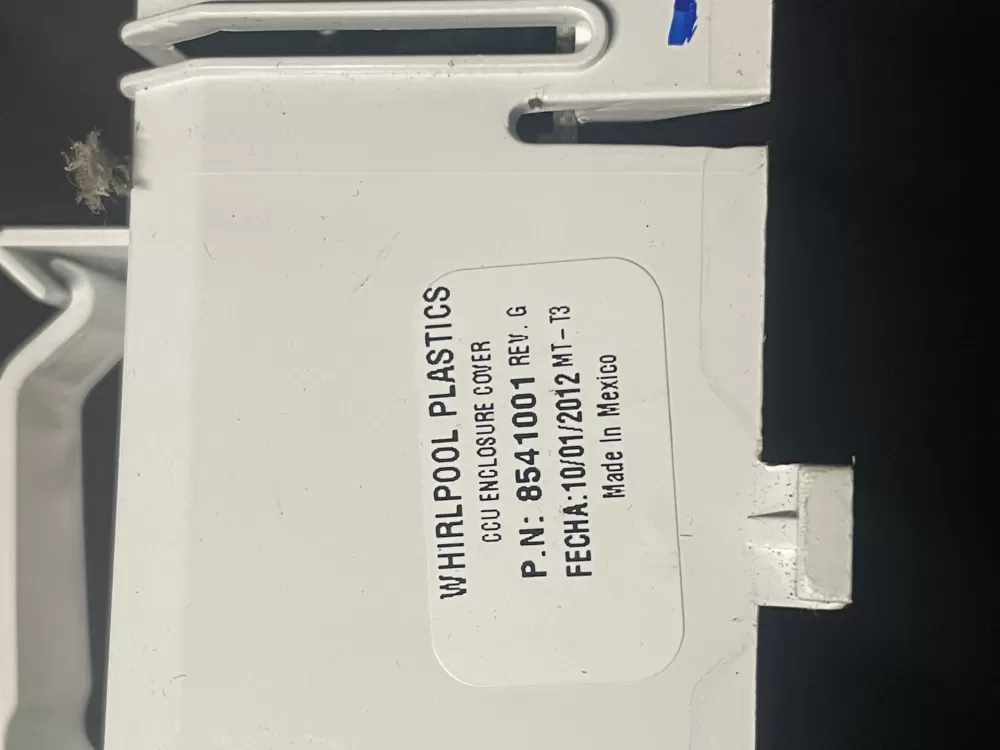 WHIRLPOOL PLASTICS
CCU ENCLOSURE COVER
P.N: 8541001 REV. G
FECHA:10/01/2012 MT-T3
Made In Mexico